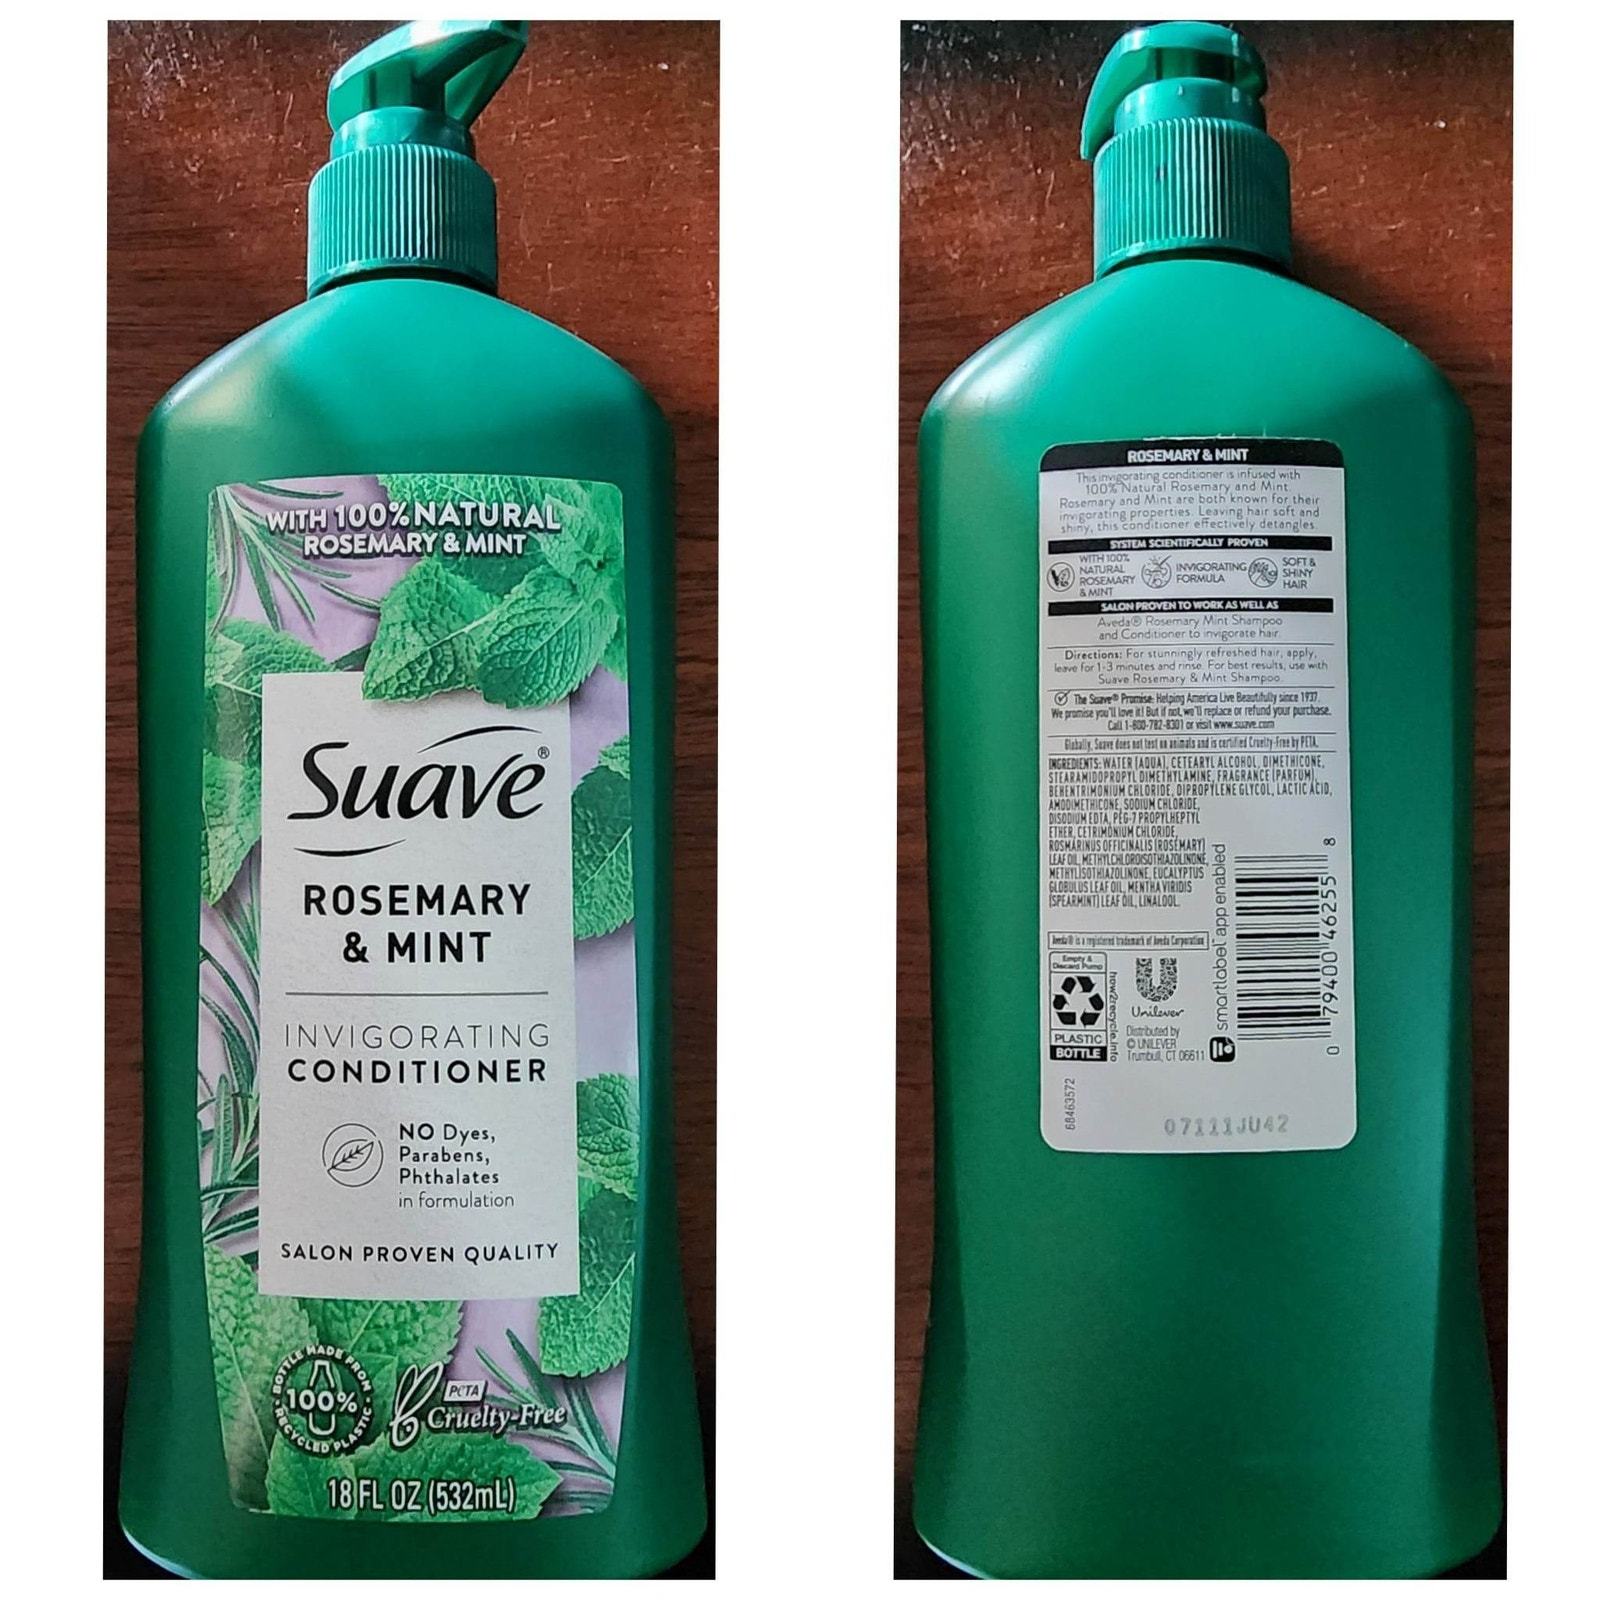 WITH 100% NATURAL
ROSEMARY & MINT
Suave®
ROSEMARY
& MINT
INVIGORATING
CONDITIONER
NO Dyes,
Parabens,
Phthalates
in formulation
SALON PROVEN QUALITY
BOTTLE MADE FROM
100%
RECYCLED PLASTIC
PETA
Cruelty-Free
18 FL OZ (532mL)
ROSEMARY & MINT
This invigorating conditioner is infused with
100% Natural Rosemary and Mint.
Rosemary and Mint are both known for their
invigorating properties. Leaving hair soft and
shiny, this conditioner effectively detangles.
SYSTEM SCIENTIFICALLY PROVEN
WITH 100%
NATURAL
ROSEMARY
& MINT
INVIGORATING
FORMULA
SOFT &
SHINY
HAIR
SALON PROVEN TO WORK AS WELL AS
Aveda® Rosemary Mint Shampoo
and Conditioner to invigorate hair.
Directions: For stunningly refreshed hair, apply,
leave for 1-3 minutes and rinse. For best results, use with
Suave Rosemary & Mint Shampoo.
The Suave® Promise: Helping America Live Beautifully since 1937.
We promise you'll love it! But if not, we'll replace or refund your purchase.
Call 1-800-782-8301 or visit www.suave.com
Globally, Suave does not test on animals and is certified Cruelty-Free by PETA.
INGREDIENTS: WATER (AQUA), CETEARYL ALCOHOL, DIMETHICONE,
STEARAMIDOPROPYL DIMETHYLAMINE, FRAGRANCE (PARFUM),
BEHENTRIMONIUM CHLORIDE, DIPROPYLENE GLYCOL, LACTIC ACID,
AMODIMETHICONE, SODIUM CHLORIDE,
DISODIUM EDTA, PEG-7 PROPYLHEPTYL
ETHER, CETRIMONIUM CHLORIDE,
ROSMARINUS OFFICINALIS (ROSEMARY)
LEAF OIL, METHYLCHLOROISOTHIAZOLINONE,
METHYLISOTHIAZOLINONE, EUCALYPTUS
GLOBULUS LEAF OIL, MENTHA VIRIDIS
(SPEARMINT) LEAF OIL, LINALOOL.
Aveda® is a registered trademark of Aveda Corporation
Empty &
Discard Pump
PLASTIC
BOTTLE
how2recycle.info
Unilever
Distributed by
© UNILEVER
Trumbull, CT 06611
smartlabel™ app enabled
0 79400 46255 8
68463572
07111JU42